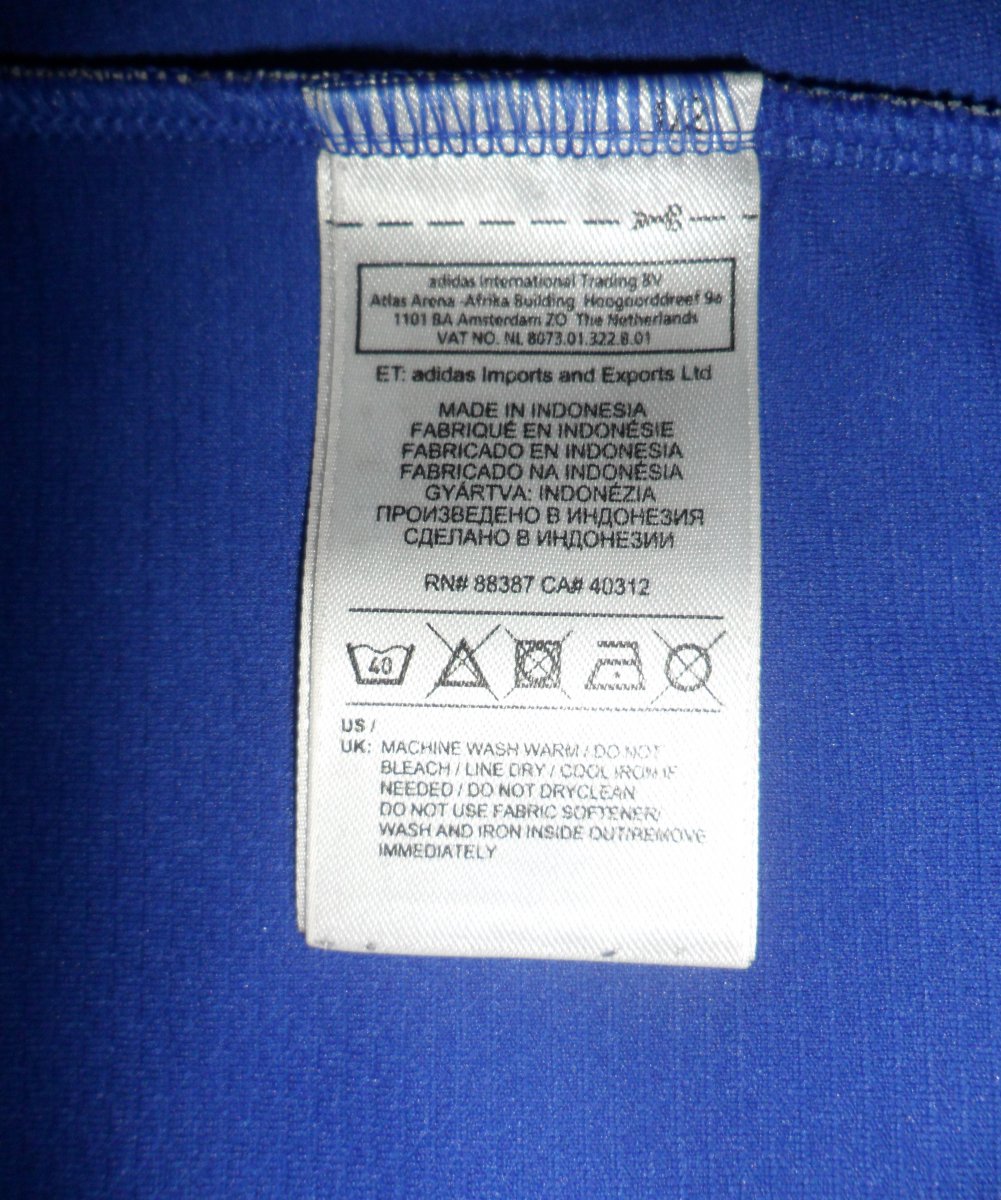 adidas International Trading BV
Atlas Arena -Afrika Building Hoogoorddreef 9a
1101 BA Amsterdam ZO The Netherlands
VAT NO. NL 8073.01.322.B.01
ET: adidas Imports and Exports Ltd
MADE IN INDONESIA
FABRIQUÉ EN INDONÉSIE
FABRICADO EN INDONESIA
FABRICADO NA INDONÉSIA
GYÁRTVA: INDONÉZIA
ПРОИЗВЕДЕНО В ИНДОНЕЗИЯ
СДЕЛАНО В ИНДОНЕЗИИ
RN# 88387 CA# 40312
40
US /
UK: MACHINE WASH WARM / DO NOT
BLEACH / LINE DRY / COOL IRON IF
NEEDED / DO NOT DRYCLEAN
DO NOT USE FABRIC SOFTENER/
WASH AND IRON INSIDE OUT/REMOVE
IMMEDIATELY